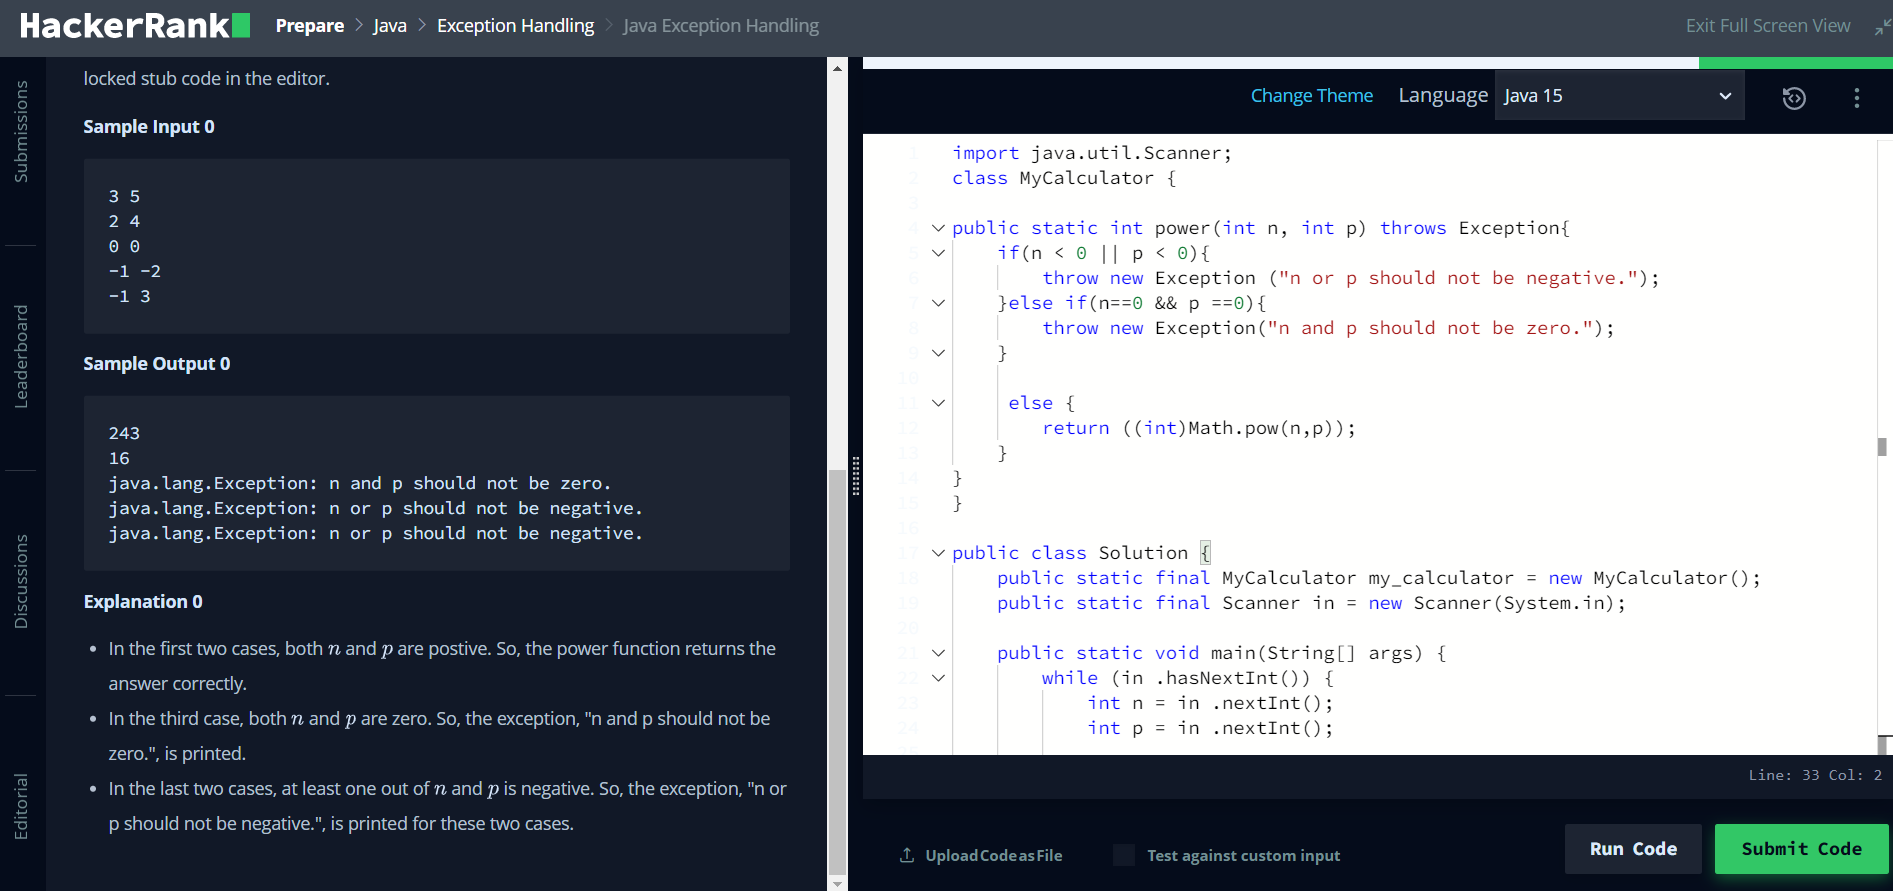 HackerRank Prepare > Java > Exception Handling > Java Exception Handling Exit Full Screen View
Submissions
Leaderboard
Discussions
Editorial
locked stub code in the editor.
Sample Input 0
3 5
2 4
0 0
-1 -2
-1 3
Sample Output 0
243
16
java.lang.Exception: n and p should not be zero.
java.lang.Exception: n or p should not be negative.
java.lang.Exception: n or p should not be negative.
Explanation 0
• In the first two cases, both n and p are postive. So, the power function returns the
answer correctly.
• In the third case, both n and p are zero. So, the exception, "n and p should not be
zero.", is printed.
• In the last two cases, at least one out of n and p is negative. So, the exception, "n or
p should not be negative.", is printed for these two cases.
Change Theme Language Java 15
1 import java.util.Scanner;
2 class MyCalculator {
3
4 public static int power(int n, int p) throws Exception{
5 if(n < 0 || p < 0){
6 throw new Exception ("n or p should not be negative.");
7 }else if(n==0 && p ==0){
8 throw new Exception("n and p should not be zero.");
9 }
10
11 else {
12 return ((int)Math.pow(n,p));
13 }
14 }
15 }
16
17 public class Solution {
18 public static final MyCalculator my_calculator = new MyCalculator();
19 public static final Scanner in = new Scanner(System.in);
20
21 public static void main(String[] args) {
22 while (in .hasNextInt()) {
23 int n = in .nextInt();
24 int p = in .nextInt();
25
Line: 33 Col: 2
Upload Code as File Test against custom input Run Code Submit Code